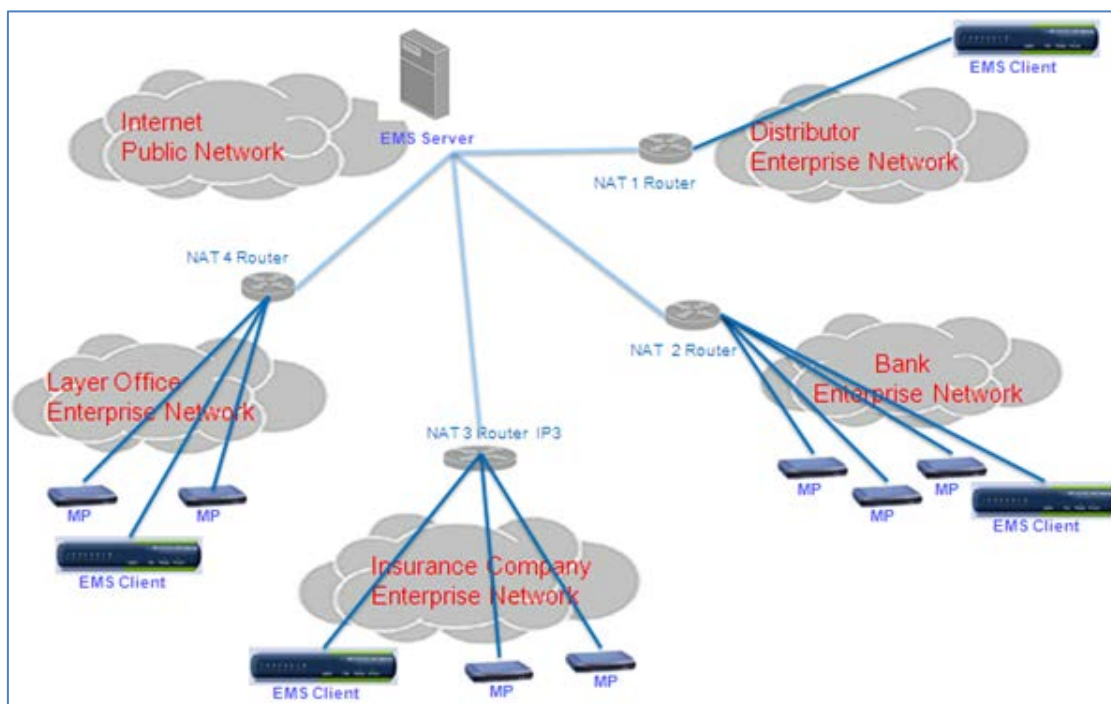 EMS Client
Internet
Public Network
EMS Server
Distributor
Enterprise Network
NAT 1 Router
NAT 4 Router
NAT 2 Router
Layer Office
Enterprise Network
Bank
Enterprise Network
NAT 3 Router IP3
MP
MP
EMS Client
MP
MP
MP
EMS Client
Insurance Company
Enterprise Network
EMS Client
MP
MP